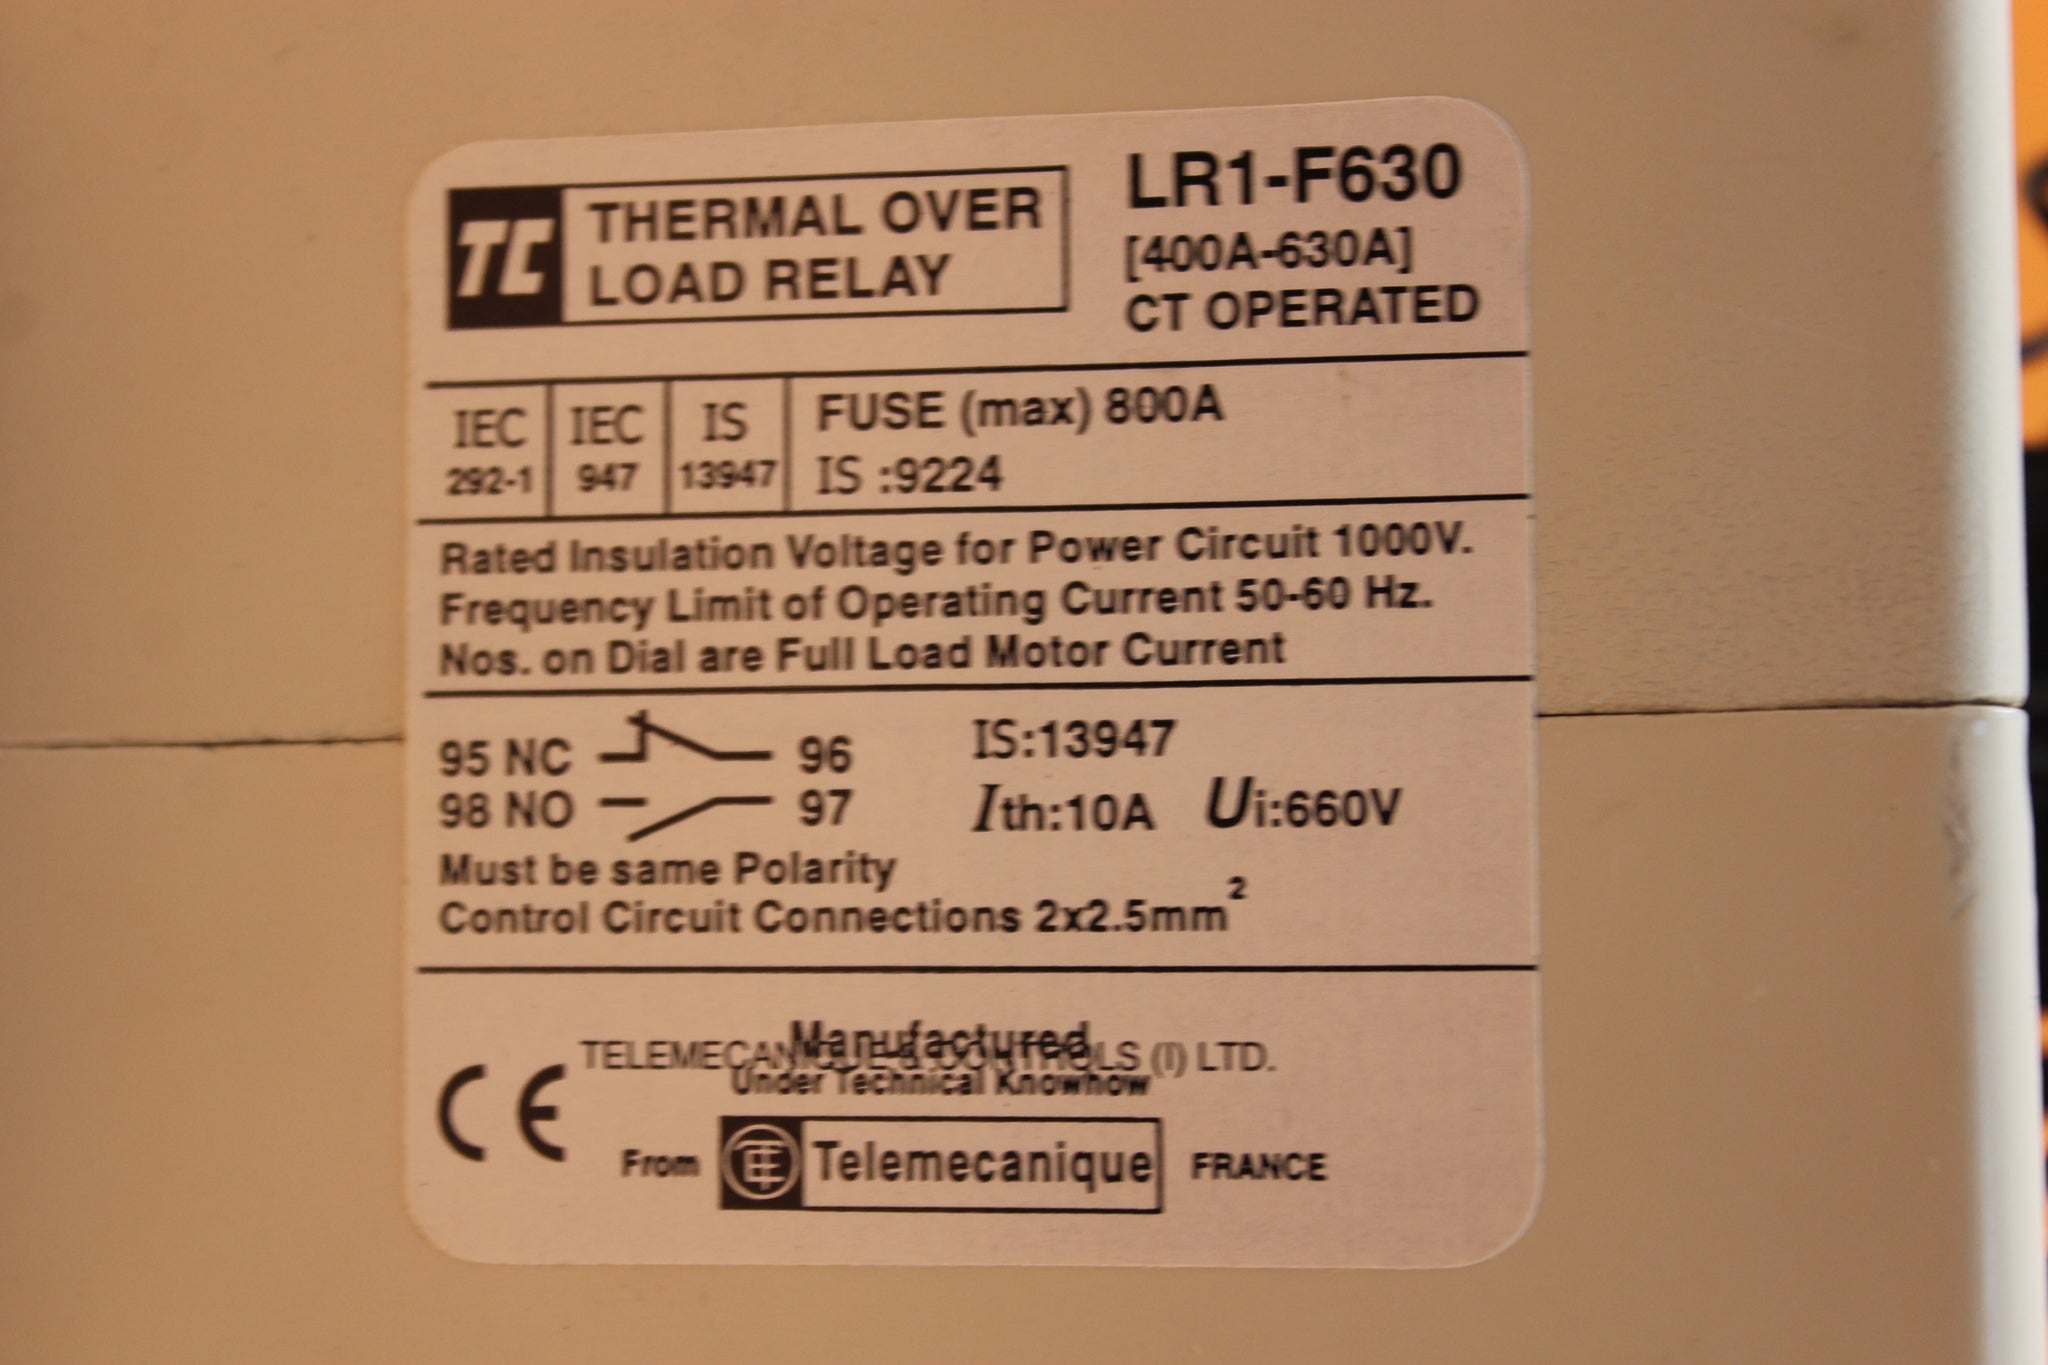 TC THERMAL OVER
LOAD RELAY
LR1-F630
[400A-630A]
CT OPERATED
IEC
292-1
IEC
947
IS
13947
FUSE (max) 800A
IS :9224
Rated Insulation Voltage for Power Circuit 1000V.
Frequency Limit of Operating Current 50-60 Hz.
Nos. on Dial are Full Load Motor Current
95 NC 96
98 NO 97
IS:13947
Ith:10A Ui:660V
Must be same Polarity
Control Circuit Connections 2x2.5mm²
Manufactured
TELEMECANIQUE & CONTROLS (I) LTD.
Under Technical Knowhow
CE
From TE Telemecanique FRANCE